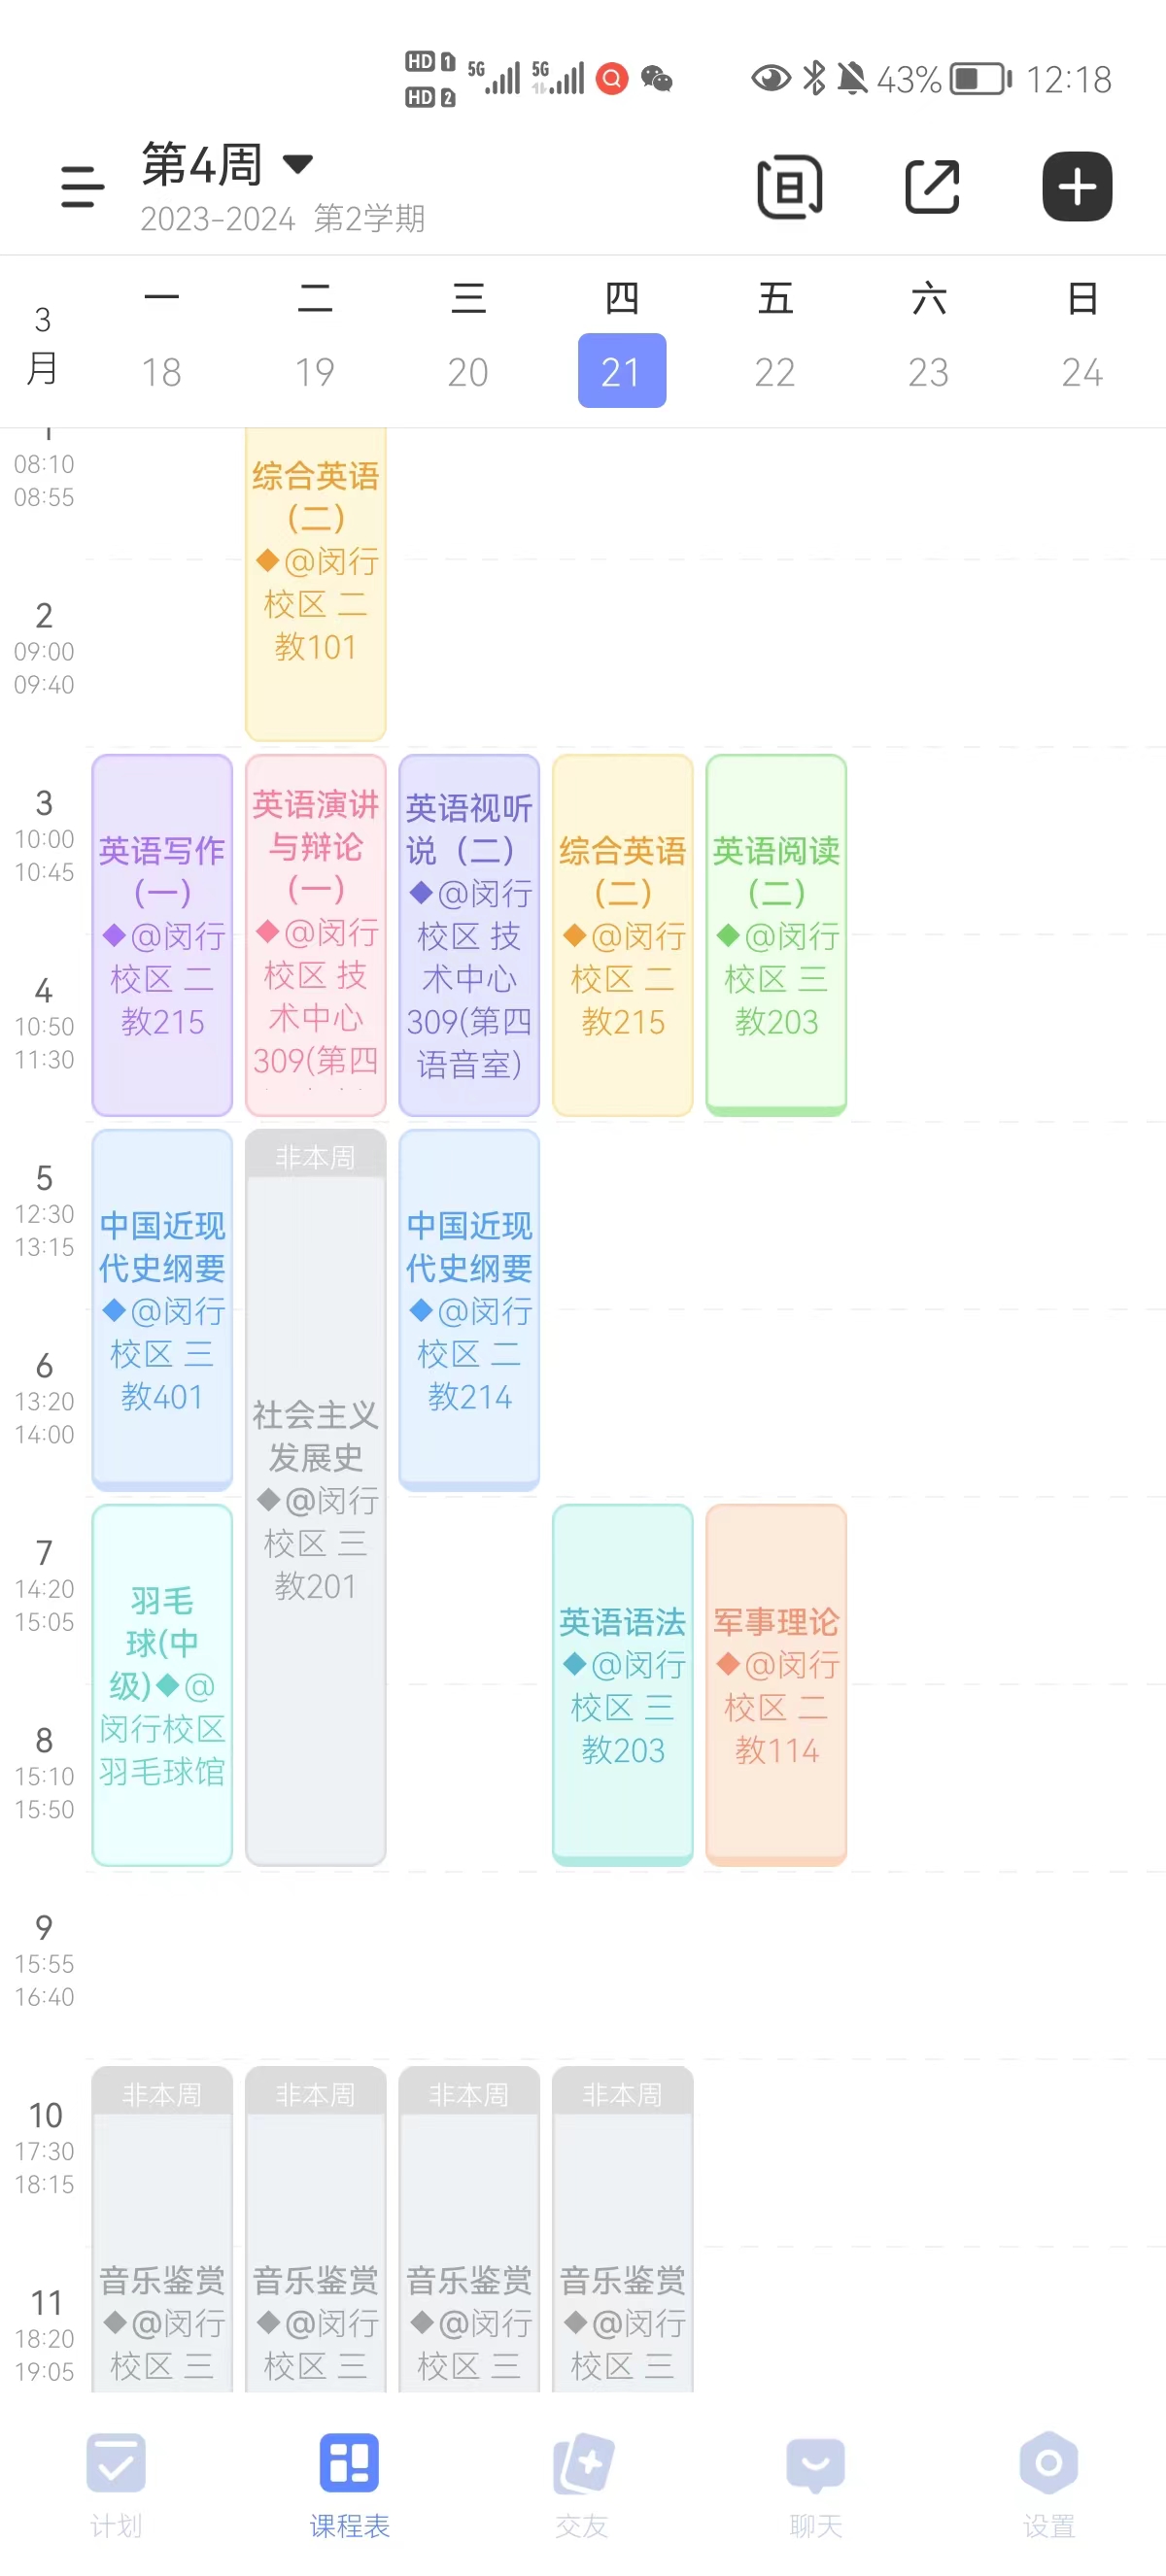 HD 1 5G 5G 43% 12:18
HD 2
第4周
2023-2024 第2学期
3
月
一 二 三 四 五 六 日
18 19 20 21 22 23 24
1
08:10
08:55
2
09:00
09:40
3
10:00
10:45
4
10:50
11:30
5
12:30
13:15
6
13:20
14:00
7
14:20
15:05
8
15:10
15:50
9
15:55
16:40
10
17:30
18:15
11
18:20
19:05
英语写作
（一）
◆@闵行
校区 二
教215
中国近现
代史纲要
◆@闵行
校区 三
教401
羽毛
球(中
级)◆@
闵行校区
羽毛球馆
非本周
音乐鉴赏
◆@闵行
校区 三
综合英语
（二）
◆@闵行
校区 二
教101
英语演讲
与辩论
（一）
◆@闵行
校区 技
术中心
309(第四
非本周
社会主义
发展史
◆@闵行
校区 三
教201
非本周
音乐鉴赏
◆@闵行
校区 三
英语视听
说（二）
◆@闵行
校区 技
术中心
309(第四
语音室)
中国近现
代史纲要
◆@闵行
校区 二
教214
非本周
音乐鉴赏
◆@闵行
校区 三
综合英语
（二）
◆@闵行
校区 二
教215
英语语法
◆@闵行
校区 三
教203
非本周
音乐鉴赏
◆@闵行
校区 三
英语阅读
（二）
◆@闵行
校区 三
教203
军事理论
◆@闵行
校区 二
教114
计划 课程表 交友 聊天 设置